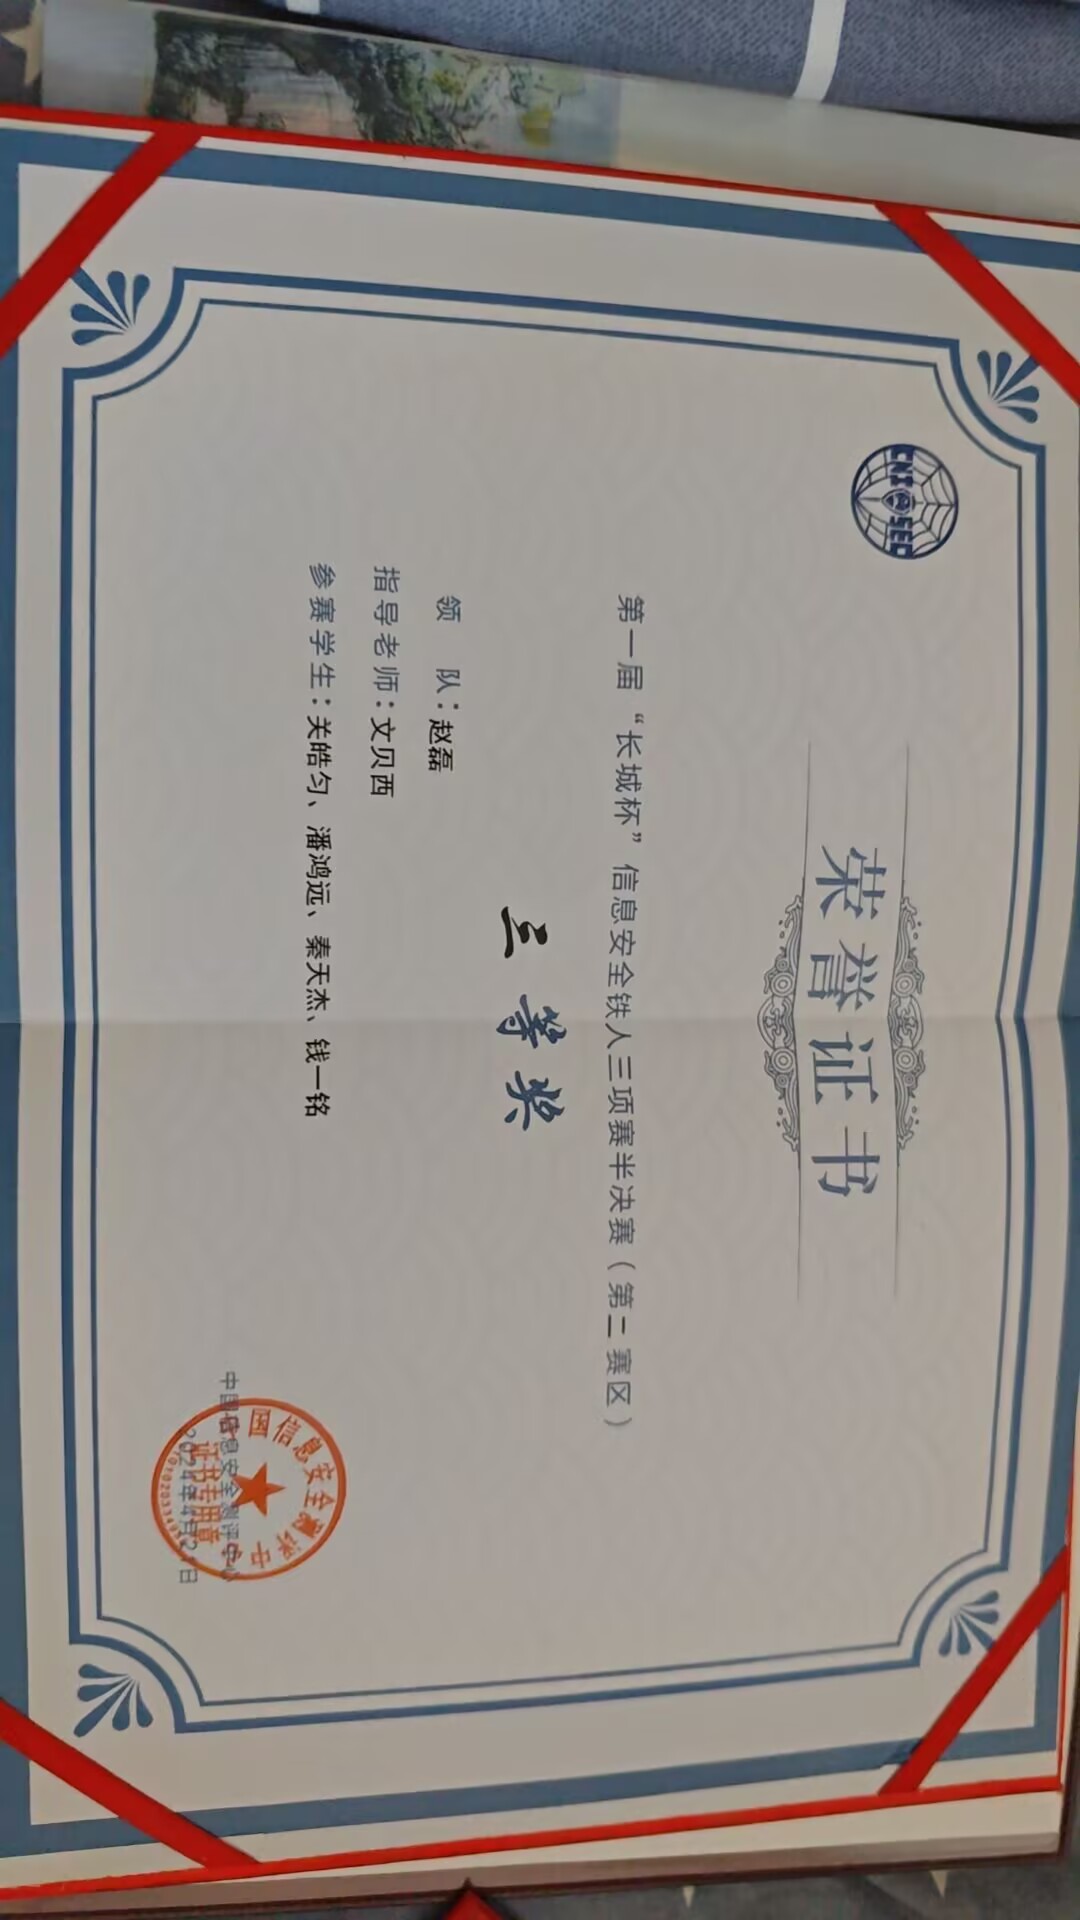 CNITSEC
荣誉证书
第一届“长城杯”信息安全铁人三项赛半决赛（第二赛区）
三等奖
领 队：赵磊
指导老师：文贝西
参赛学生：关皓匀、潘鸿远、秦天杰、钱一铭
中国信息安全测评中心
2024年4月21日
中国信息安全测评中心
证书专用章